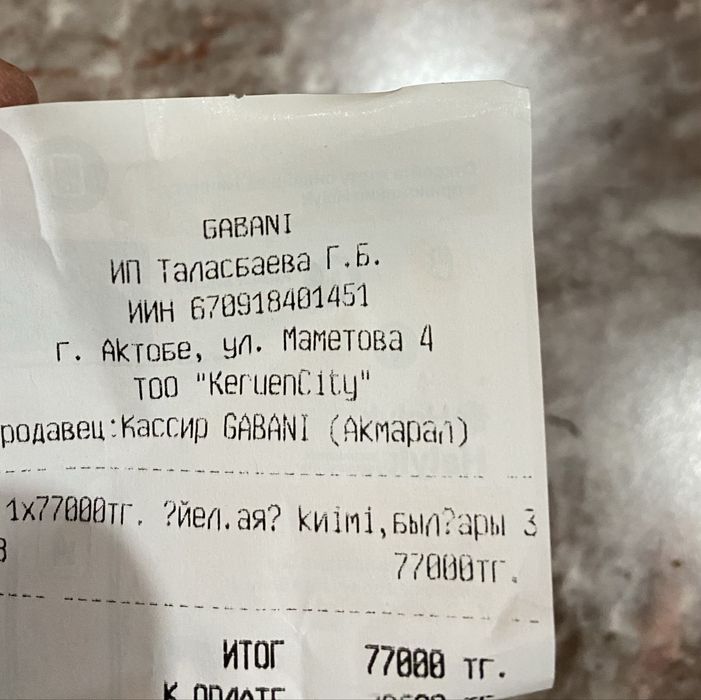 GABANI
ИП Таласбаева Г.Б.
ИИН 670918401451
г. Актобе, ул. Маметова 4
ТОО "KeruenCity"
родавец:Кассир GABANI (Акмарал)
1x77000тг. ?йел.ая? киімі,был?ары 3
77000тг.
ИТОГ 77000 тг.